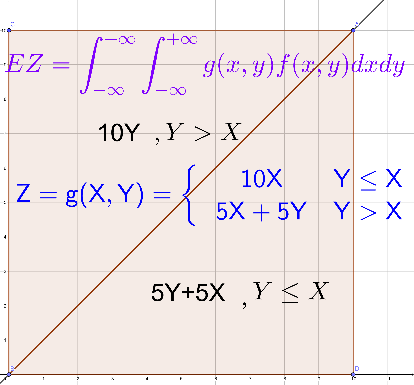 EZ = ∫_{-∞}^{-∞} ∫_{-∞}^{+∞} g(x, y)f(x, y)dxdy
10Y , Y > X
Z = g(X, Y) = { 10X Y ≤ X
5X + 5Y Y > X
5Y+5X , Y ≤ X